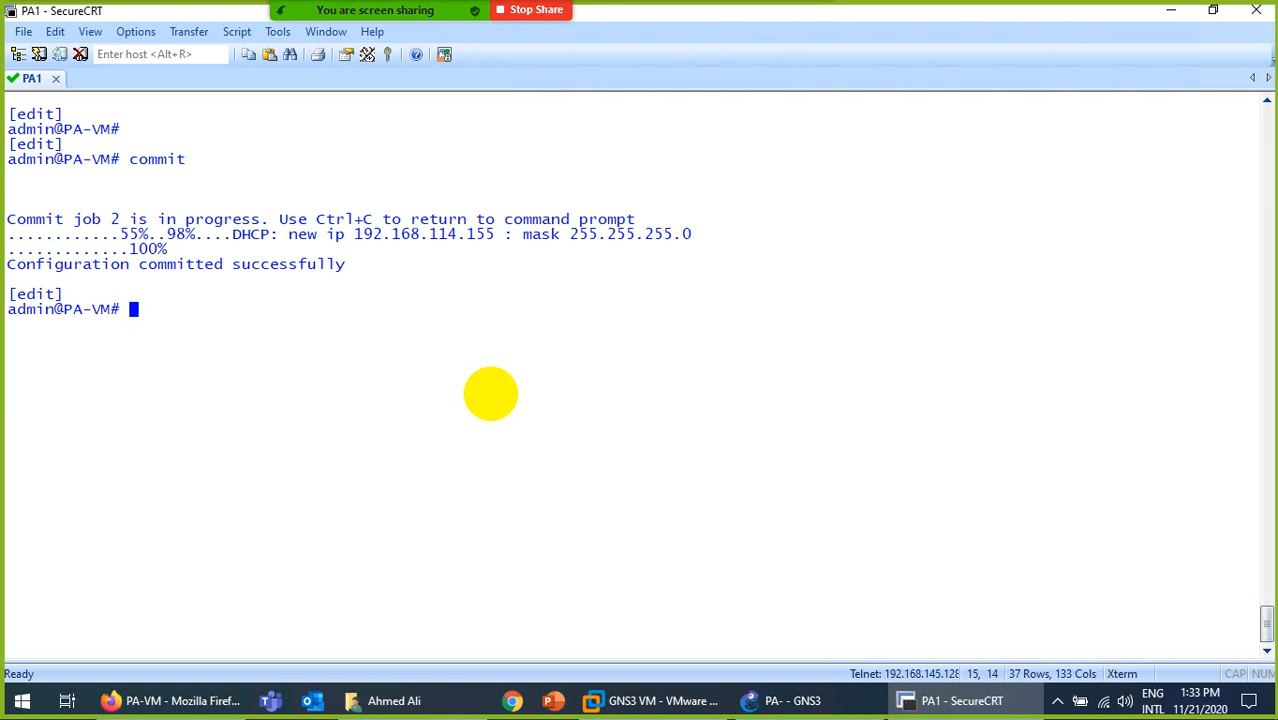 PA1 - SecureCRT
You are screen sharing
Stop Share
File Edit View Options Transfer Script Tools Window Help
Enter host <Alt+R>
PA1
[edit]
admin@PA-VM#
[edit]
admin@PA-VM# commit
Commit job 2 is in progress. Use Ctrl+C to return to command prompt
............55%..98%....DHCP: new ip 192.168.114.155 : mask 255.255.255.0
.............100%
Configuration committed successfully
[edit]
admin@PA-VM#
Ready Telnet: 192.168.145.128 15, 14 37 Rows, 133 Cols Xterm CAP NUM
PA-VM - Mozilla Firef... Ahmed Ali GNS3 VM - VMware ... PA- - GNS3 PA1 - SecureCRT ENG 1:33 PM
INTL 11/21/2020